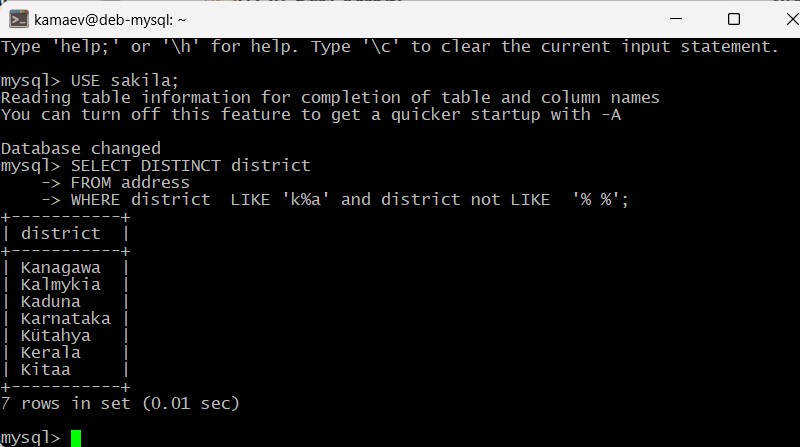 kamaev@deb-mysql: ~
Type 'help;' or '\h' for help. Type '\c' to clear the current input statement.
mysql> USE sakila;
Reading table information for completion of table and column names
You can turn off this feature to get a quicker startup with -A
Database changed
mysql> SELECT DISTINCT district
    -> FROM address
    -> WHERE district  LIKE 'k%a' and district not LIKE  '% %';
+-----------+
| district  |
+-----------+
| Kanagawa  |
| Kalmykia  |
| Kaduna    |
| Karnataka |
| Kütahya   |
| Kerala    |
| Kitaa     |
+-----------+
7 rows in set (0.01 sec)
mysql>